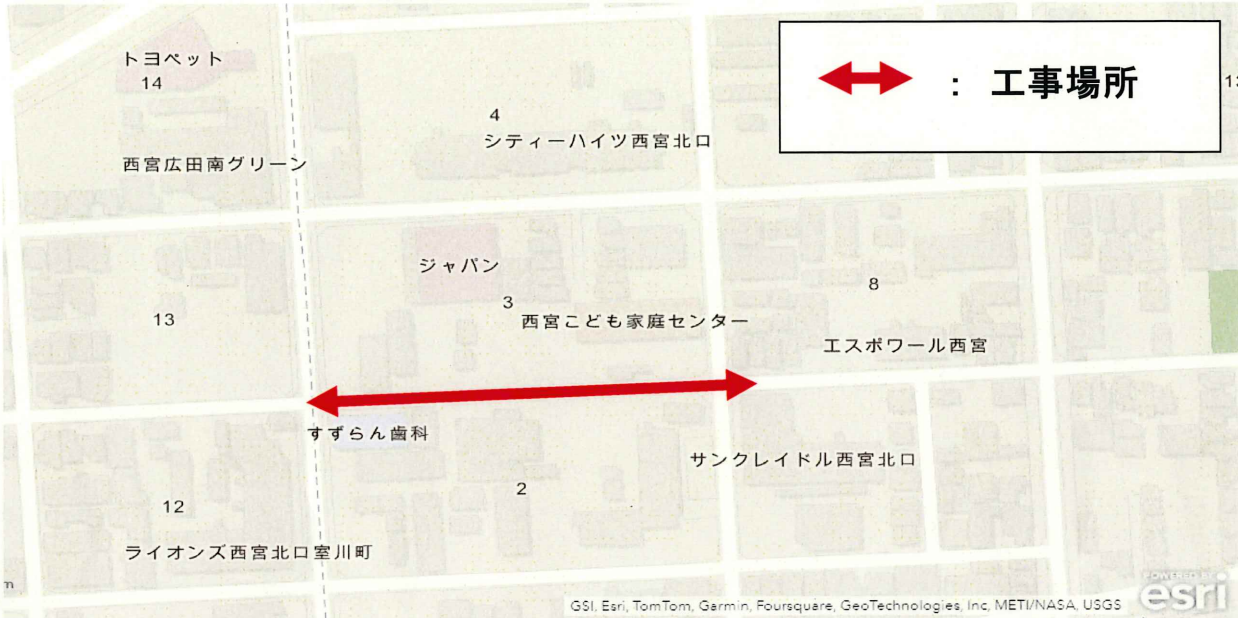 トヨペット
14
: 工事場所
4
シティーハイツ西宮北口
西宮広田南グリーン
ジャパン
8
3
13
西宮こども家庭センター
エスポワール西宮
すずらん歯科
サンクレイドル西宮北口
2
12
ライオンズ西宮北口室川町
m
GSI, Esri, TomTom, Garmin, Foursquare, GeoTechnologies, Inc, METI/NASA, USGS
POWERED BY
esri